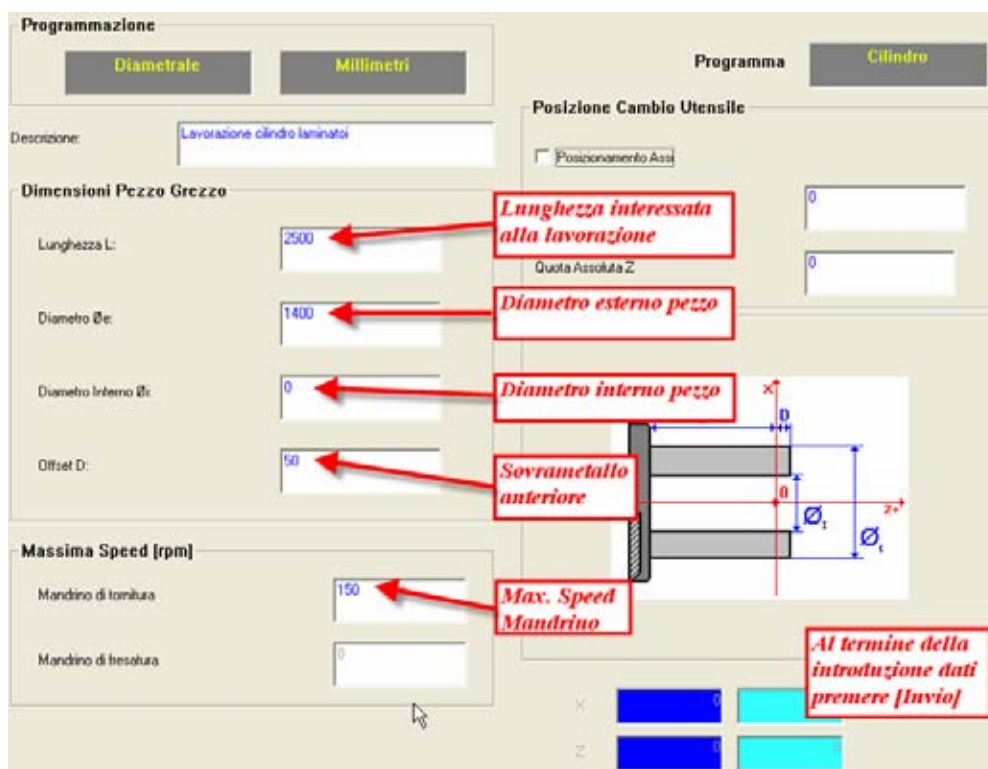 Programmazione
Diametrale
Millimetri
Programma
Cilindro
Descrizione:
Lavorazione cilindro laminatoi
Posizione Cambio Utensile
Posizionamento Assi
0
Quota Assoluta Z
0
Dimensioni Pezzo Grezzo
Lunghezza L:
2500
Lunghezza interessata
alla lavorazione
Diametro Øe:
1400
Diametro esterno pezzo
Diametro Interno Øi:
0
Diametro interno pezzo
Offset D:
50
Sovrametallo
anteriore
X
D
0
Z+
Ø
Ø
Massima Speed [rpm]
Mandrino di tornitura
150
Max. Speed
Mandrino
Mandrino di fresatura
0
Al termine della
introduzione dati
premere [Invio]
X
0
Z
0